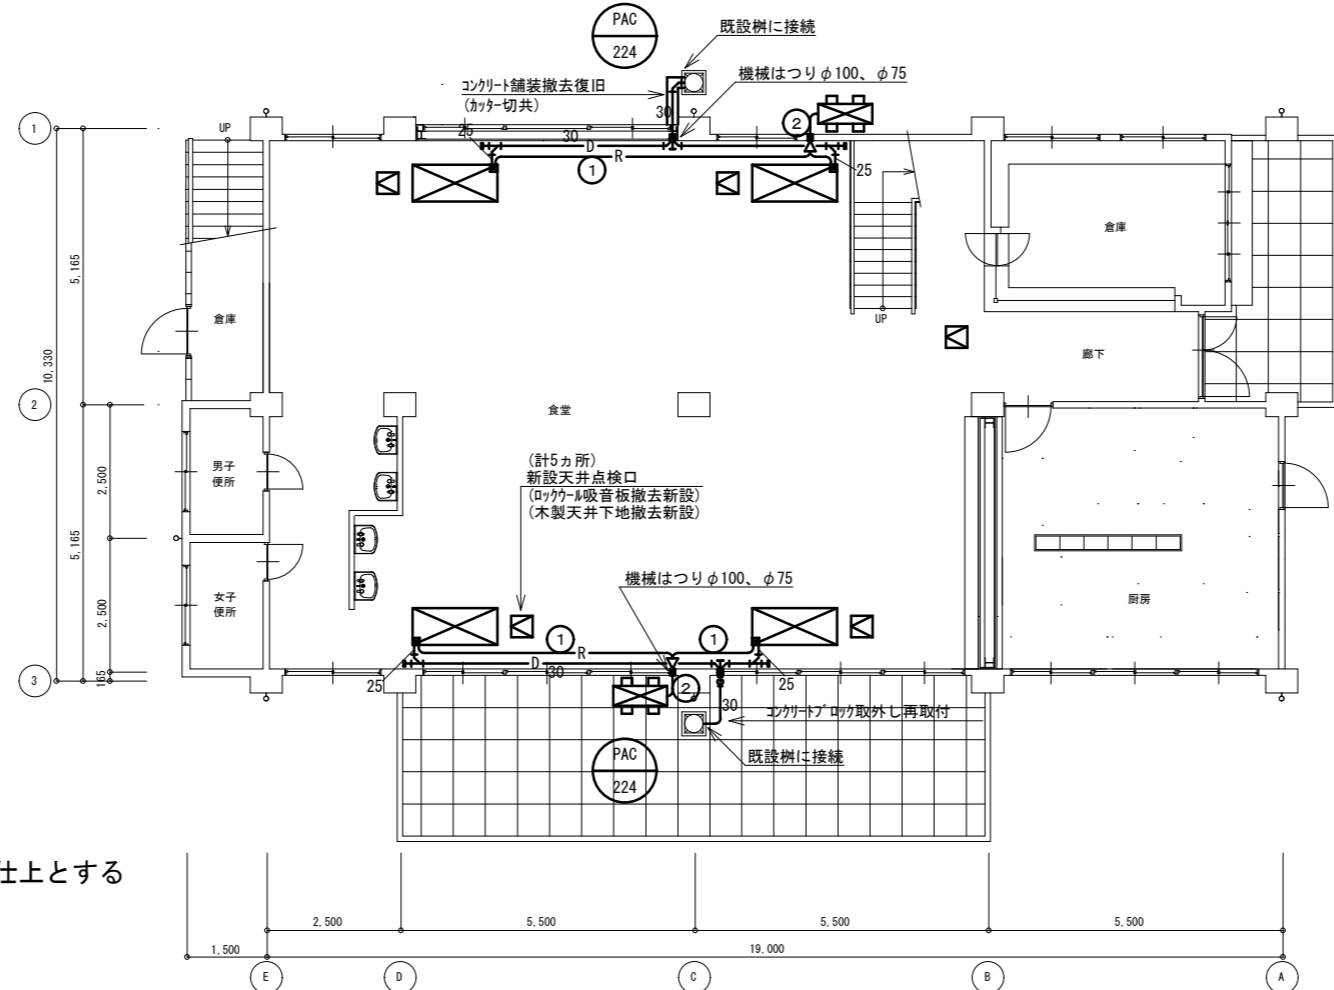 PAC
224
既設桝に接続
機械はつりφ100、φ75
コンクリート舗装撤去復旧
(カッター切共)
30
2
1
UP
25
30
D
R
1
25
倉庫
5,165
倉庫
UP
10,330
廊下
2
食堂
(計5ヵ所)
新設天井点検口
(ロックウール吸音板撤去新設)
(木製天井下地撤去新設)
男子
便所
2,500
5,165
機械はつりφ100、φ75
女子
便所
2,500
厨房
1
1
R
D
30
3
165
25
2
25
30
コンクリートブロック取外し再取付
PAC
224
既設桝に接続
仕上とする
2,500
5,500
5,500
5,500
1,500
19,000
E
D
C
B
A